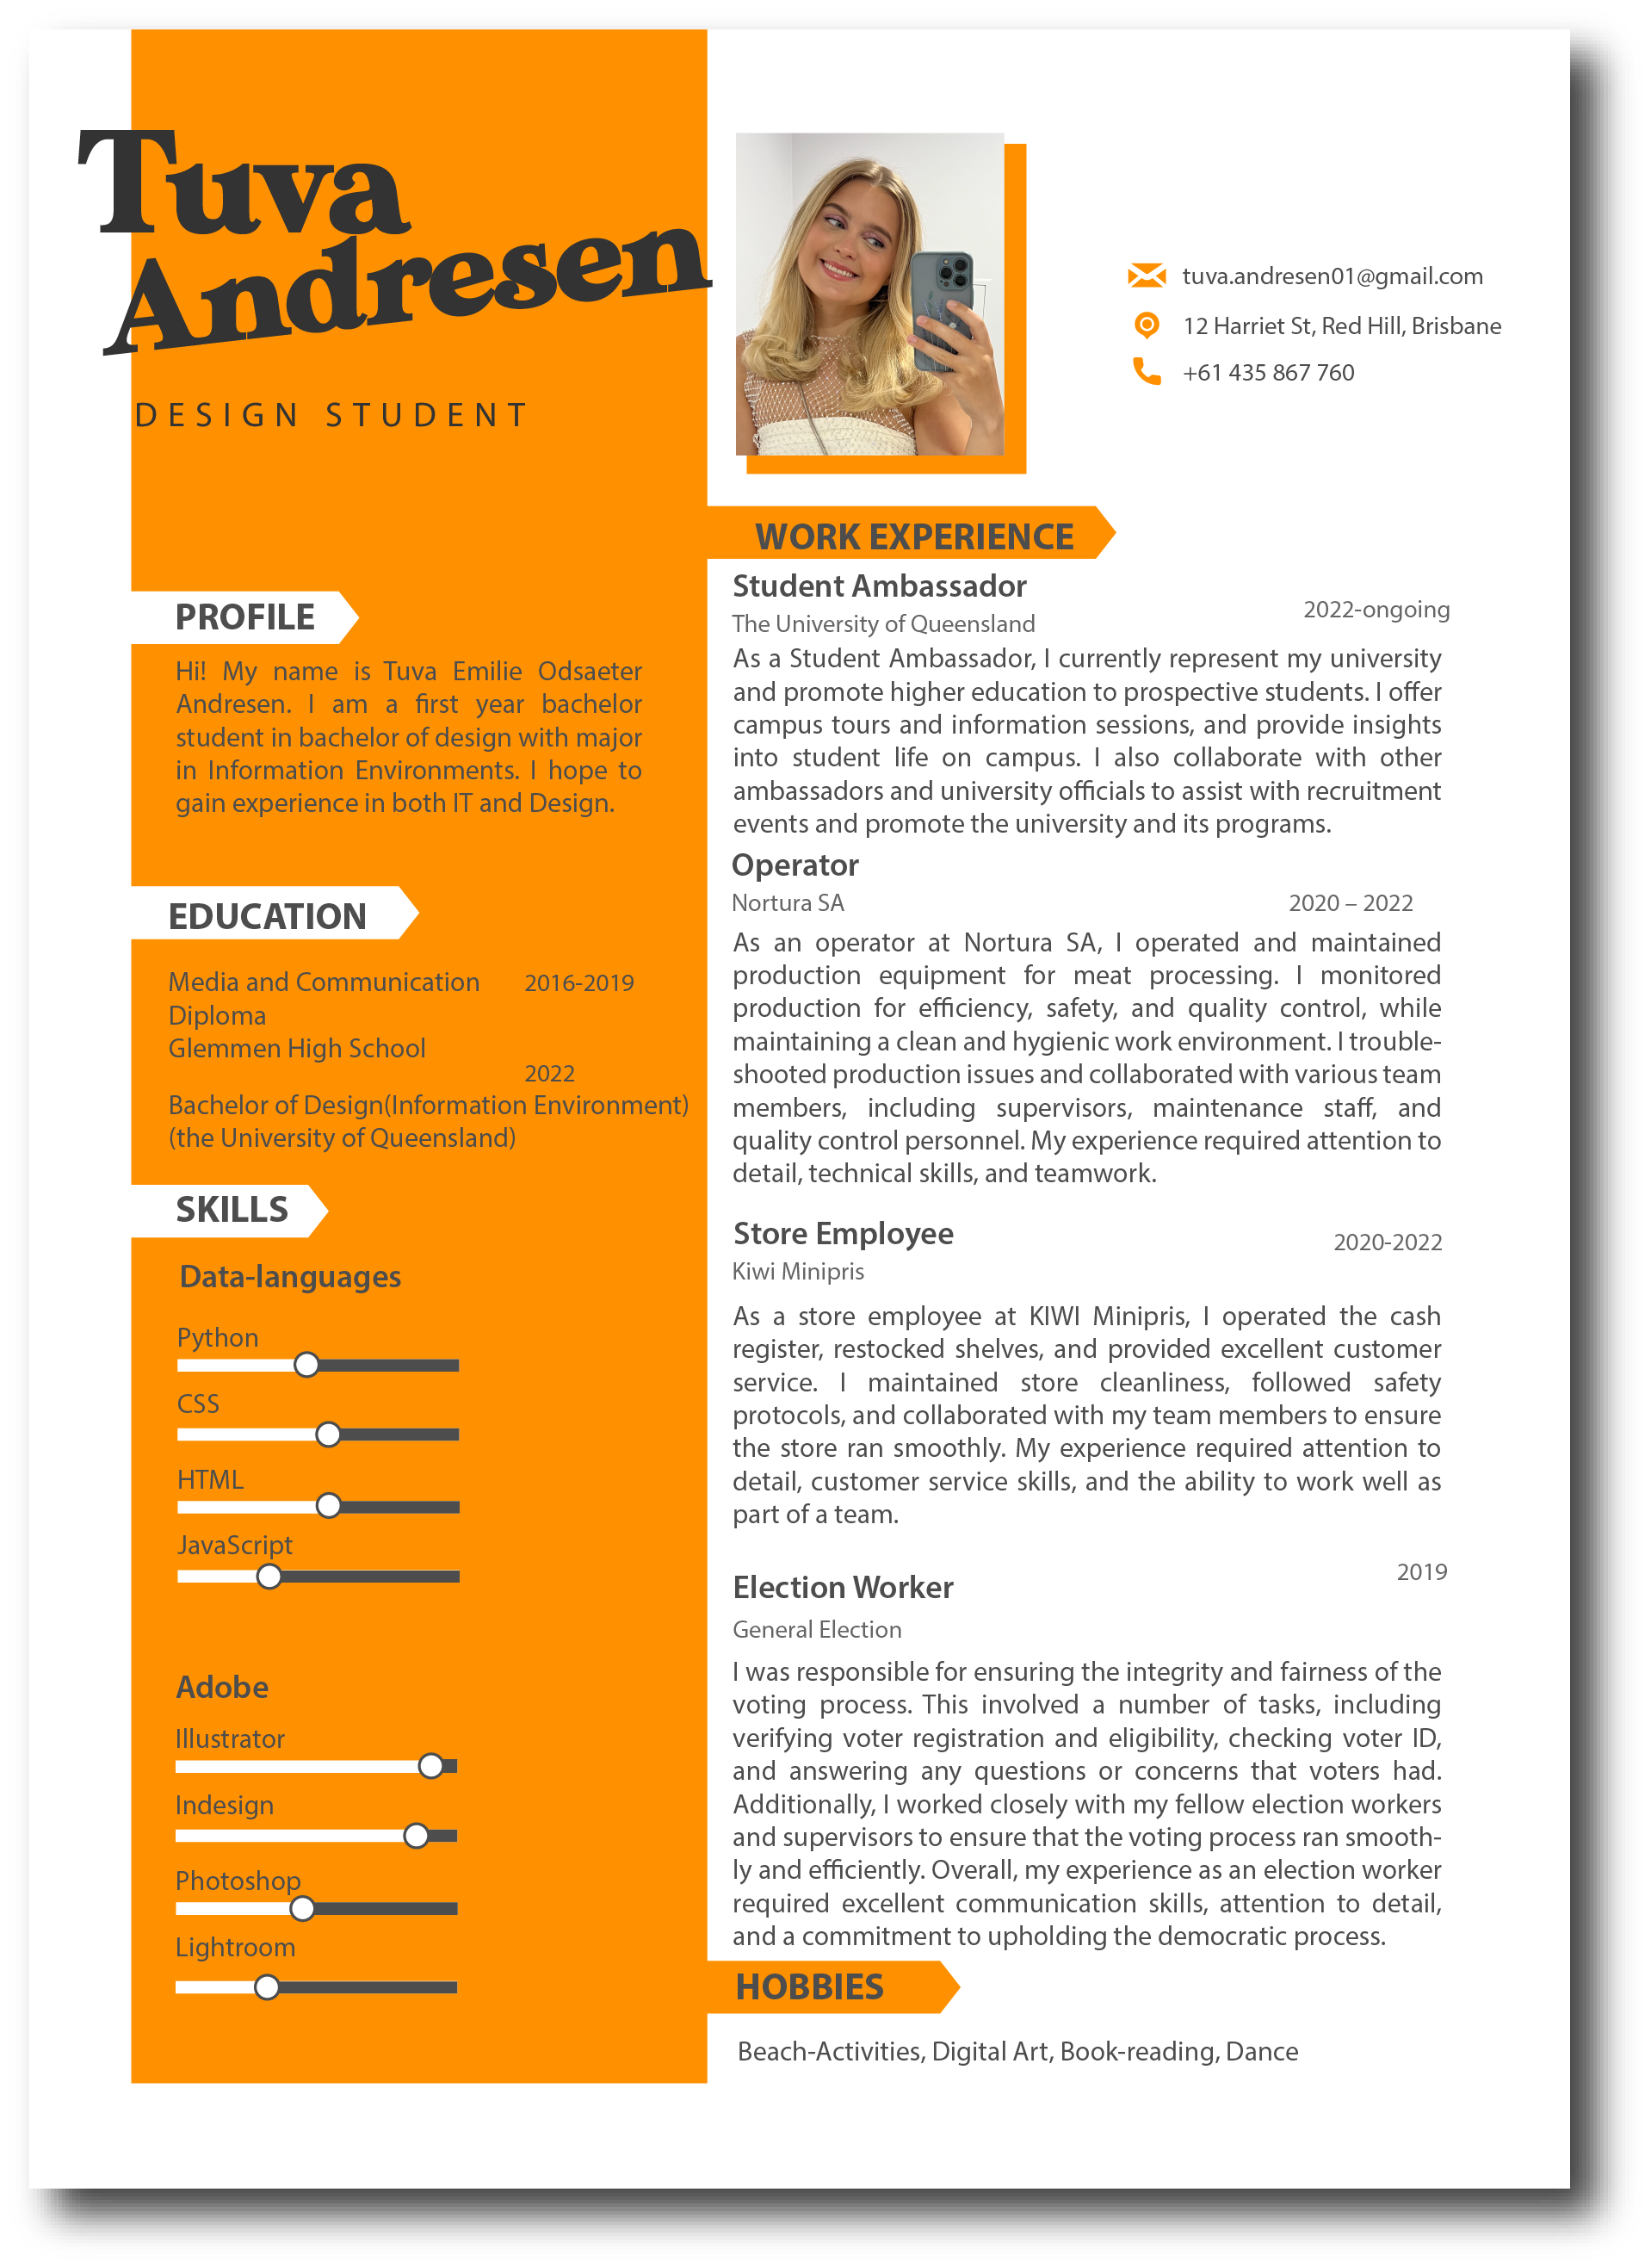 Tuva
Andresen
DESIGN STUDENT
tuva.andresen01@gmail.com
12 Harriet St, Red Hill, Brisbane
+61 435 867 760
PROFILE
Hi! My name is Tuva Emilie Odsaeter
Andresen. I am a first year bachelor
student in bachelor of design with major
in Information Environments. I hope to
gain experience in both IT and Design.
EDUCATION
Media and Communication 2016-2019
Diploma
Glemmen High School
2022
Bachelor of Design(Information Environment)
(the University of Queensland)
SKILLS
Data-languages
Python
CSS
HTML
JavaScript
Adobe
Illustrator
Indesign
Photoshop
Lightroom
WORK EXPERIENCE
Student Ambassador
2022-ongoing
The University of Queensland
As a Student Ambassador, I currently represent my university
and promote higher education to prospective students. I offer
campus tours and information sessions, and provide insights
into student life on campus. I also collaborate with other
ambassadors and university officials to assist with recruitment
events and promote the university and its programs.
Operator
Nortura SA 2020 – 2022
As an operator at Nortura SA, I operated and maintained
production equipment for meat processing. I monitored
production for efficiency, safety, and quality control, while
maintaining a clean and hygienic work environment. I trouble-
shooted production issues and collaborated with various team
members, including supervisors, maintenance staff, and
quality control personnel. My experience required attention to
detail, technical skills, and teamwork.
Store Employee 2020-2022
Kiwi Minipris
As a store employee at KIWI Minipris, I operated the cash
register, restocked shelves, and provided excellent customer
service. I maintained store cleanliness, followed safety
protocols, and collaborated with my team members to ensure
the store ran smoothly. My experience required attention to
detail, customer service skills, and the ability to work well as
part of a team.
2019
Election Worker
General Election
I was responsible for ensuring the integrity and fairness of the
voting process. This involved a number of tasks, including
verifying voter registration and eligibility, checking voter ID,
and answering any questions or concerns that voters had.
Additionally, I worked closely with my fellow election workers
and supervisors to ensure that the voting process ran smooth-
ly and efficiently. Overall, my experience as an election worker
required excellent communication skills, attention to detail,
and a commitment to upholding the democratic process.
HOBBIES
Beach-Activities, Digital Art, Book-reading, Dance